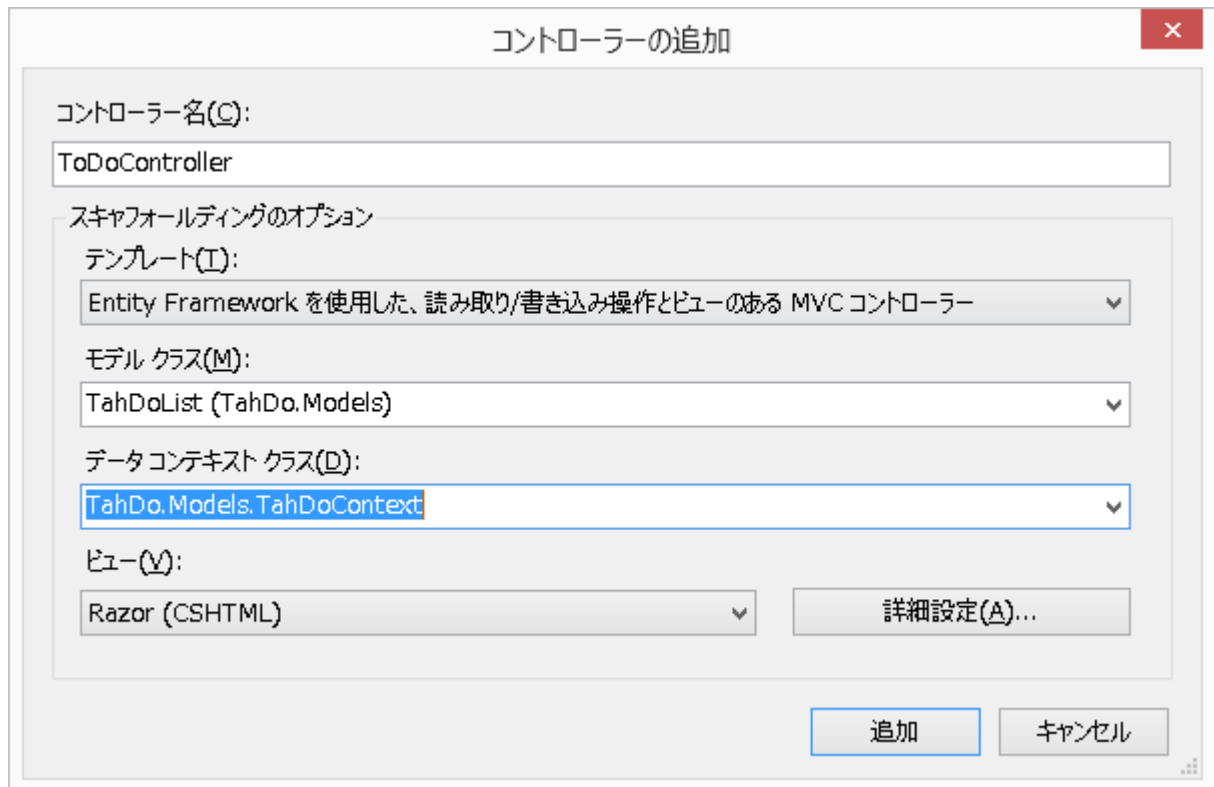 コントローラーの追加
コントローラー名(C):
ToDoController
スキャフォールディングのオプション
テンプレート(T):
Entity Framework を使用した、読み取り/書き込み操作とビューのある MVC コントローラー
モデル クラス(M):
TahDoList (TahDo.Models)
データ コンテキスト クラス(D):
TahDo.Models.TahDoContext
ビュー(V):
Razor (CSHTML)
詳細設定(A)...
追加
キャンセル